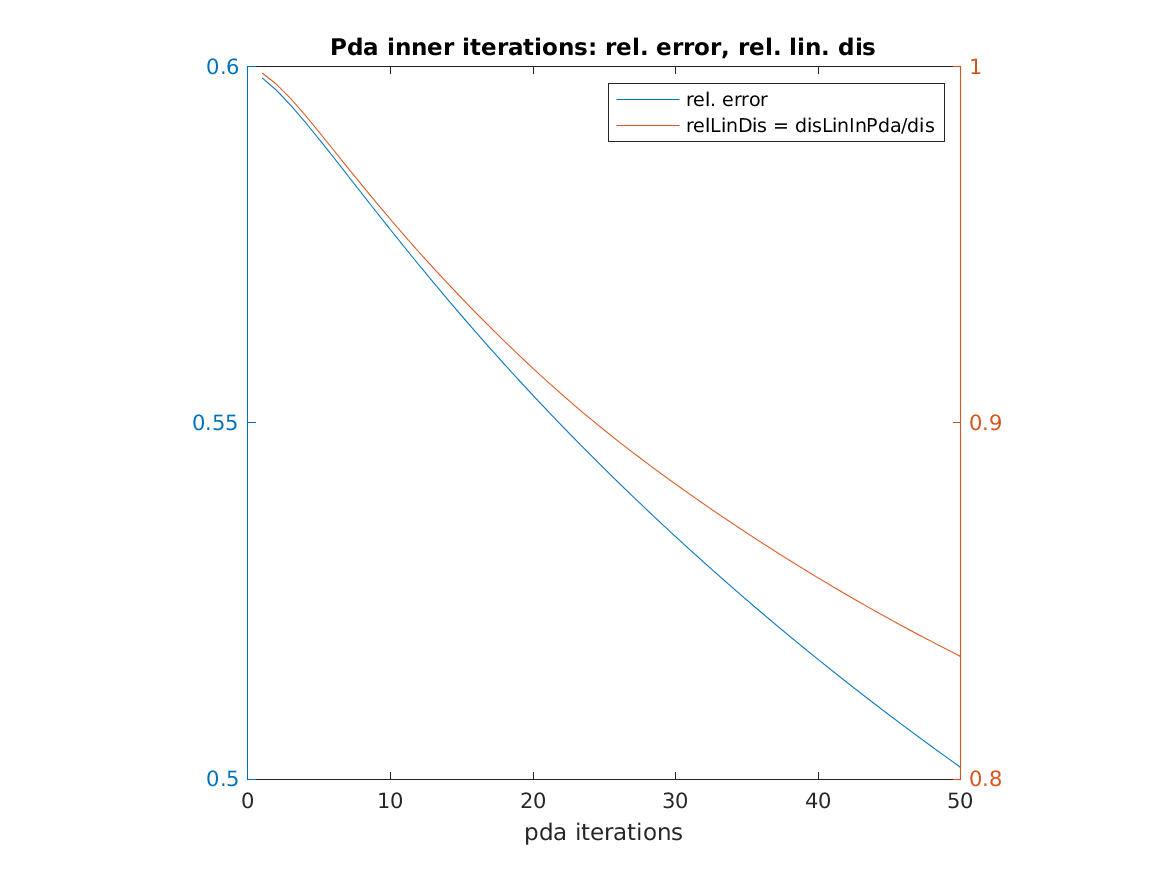 Pda inner iterations: rel. error, rel. lin. dis
0.6
0.55
0.5
1
0.9
0.8
rel. error
relLinDis = disLinInPda/dis
0 10 20 30 40 50
pda iterations